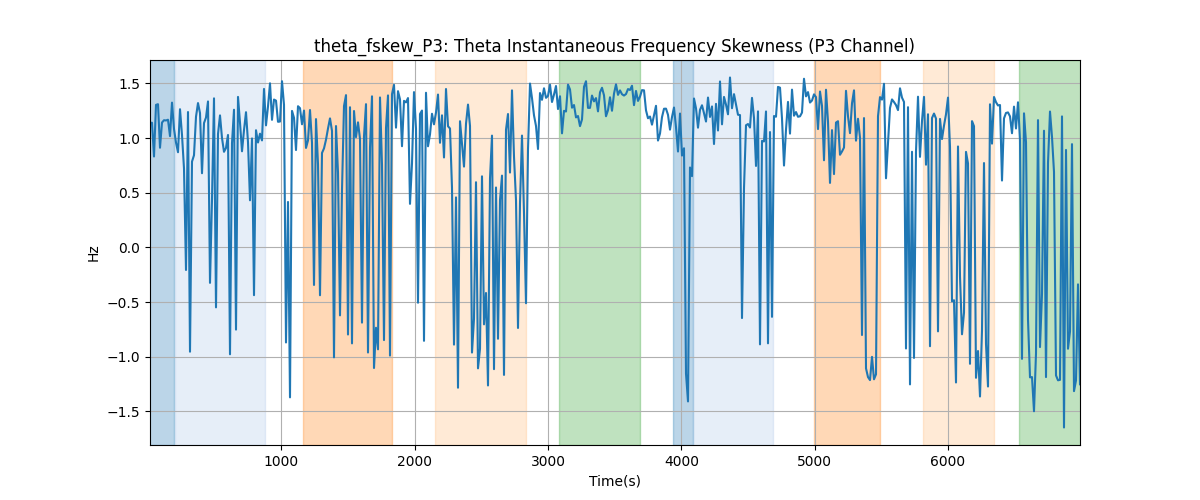 theta_fskew_P3: Theta Instantaneous Frequency Skewness (P3 Channel)
1.5
1.0
0.5
0.0
−0.5
−1.0
−1.5
Hz
1000 2000 3000 4000 5000 6000
Time(s)